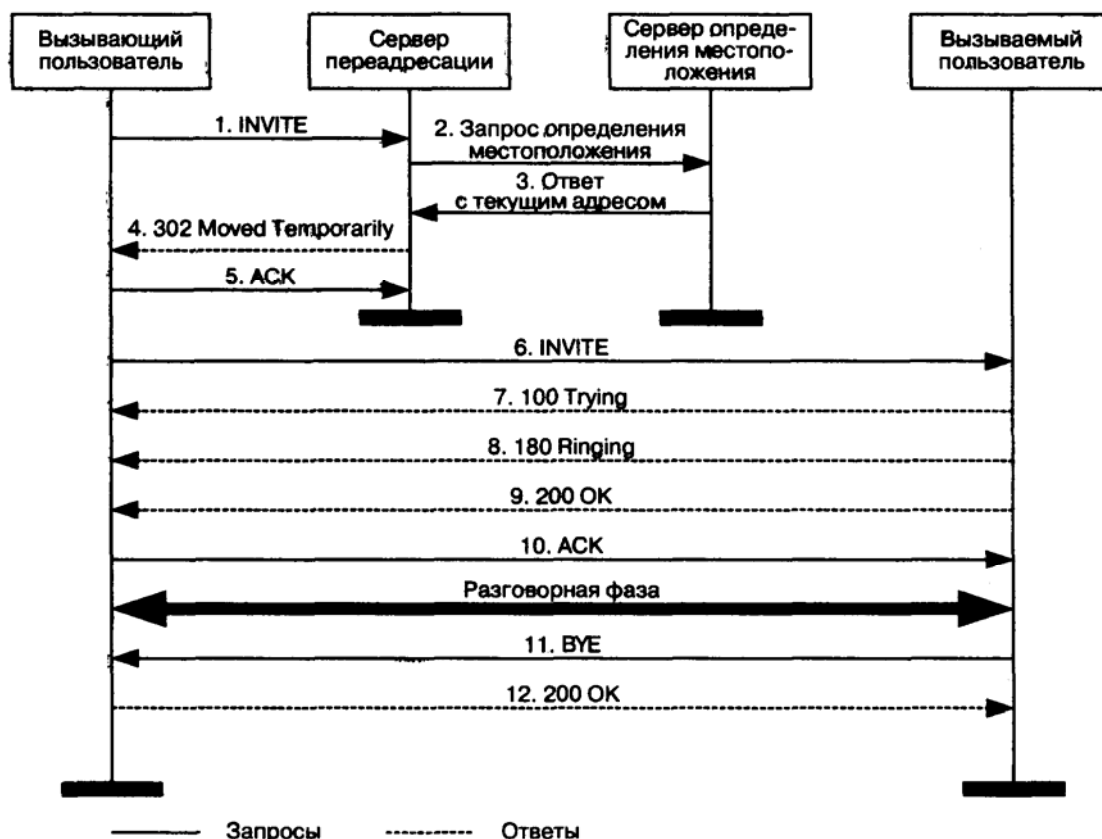 Вызывающий
пользователь
Сервер
переадресации
Сервер опреде-
ления местопо-
ложения
Вызываемый
пользователь
1. INVITE
2. Запрос определения
местоположения
3. Ответ
с текущим адресом
4. 302 Moved Temporarily
5. ACK
6. INVITE
7. 100 Trying
8. 180 Ringing
9. 200 OK
10. ACK
Разговорная фаза
11. BYE
12. 200 OK
Запросы
Ответы